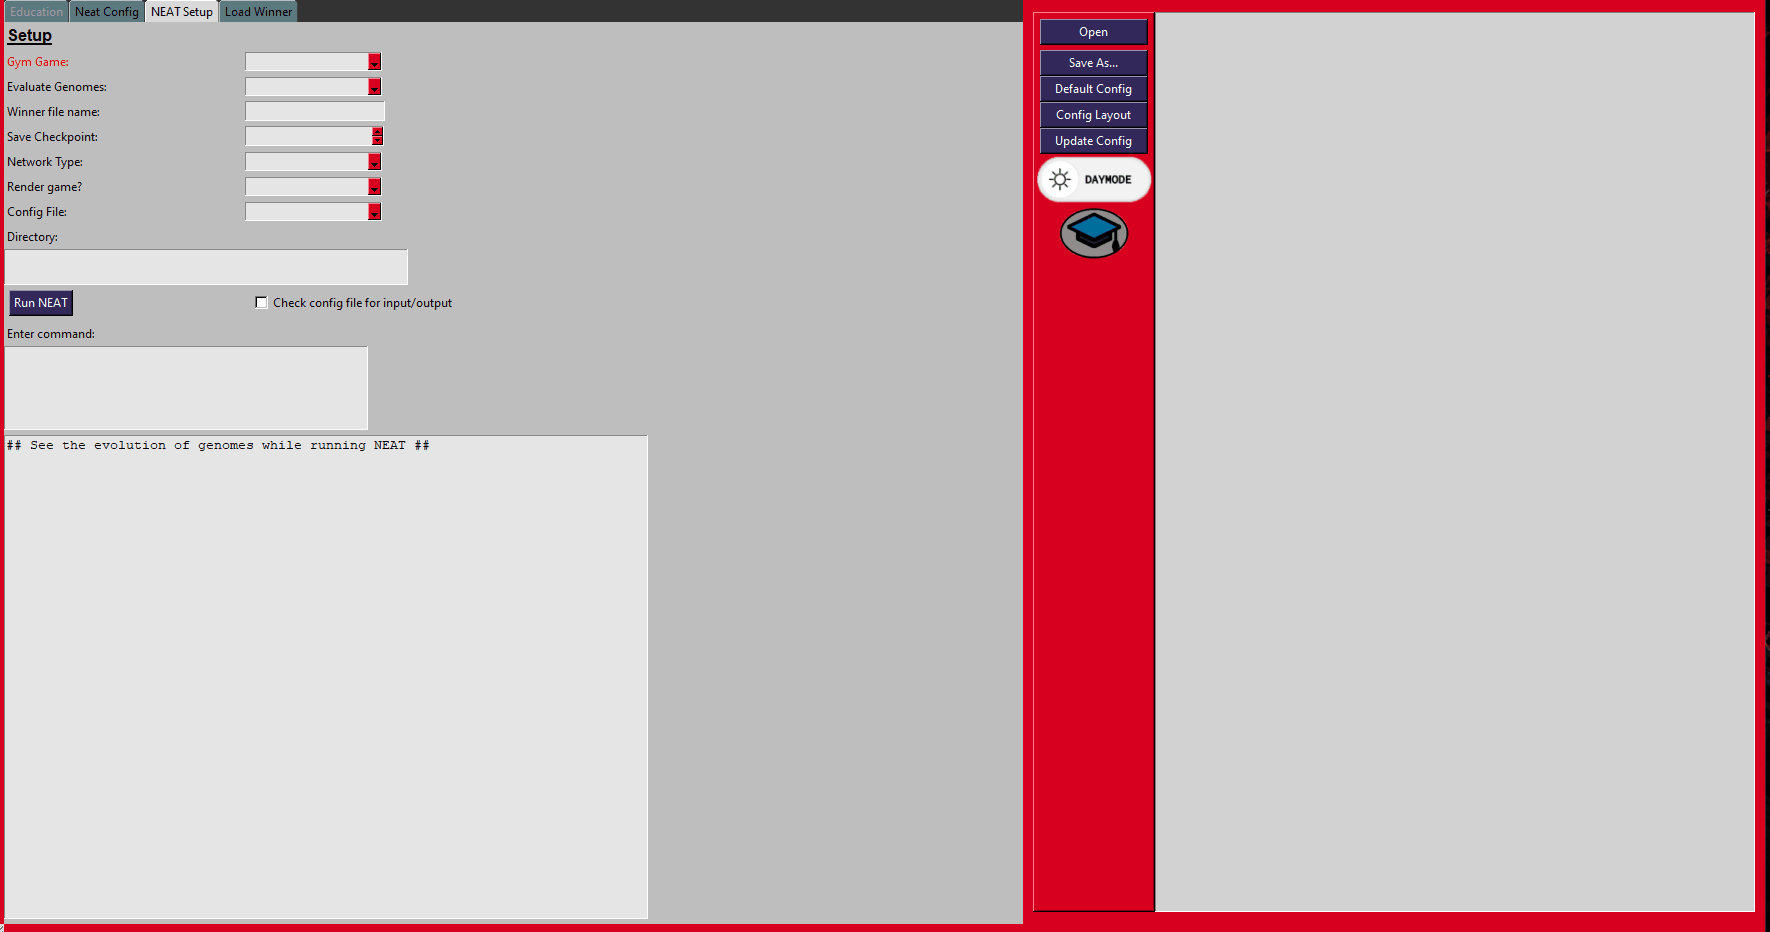 Education Neat Config NEAT Setup Load Winner
Setup
Gym Game:
Evaluate Genomes:
Winner file name:
Save Checkpoint:
Network Type:
Render game?
Config File:
Directory:
Run NEAT
Check config file for input/output
Enter command:
## See the evolution of genomes while running NEAT ##
Open
Save As...
Default Config
Config Layout
Update Config
DAYMODE